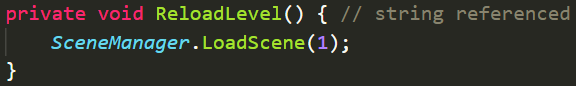 private void ReloadLevel() { // string referenced
    SceneManager.LoadScene(1);
}